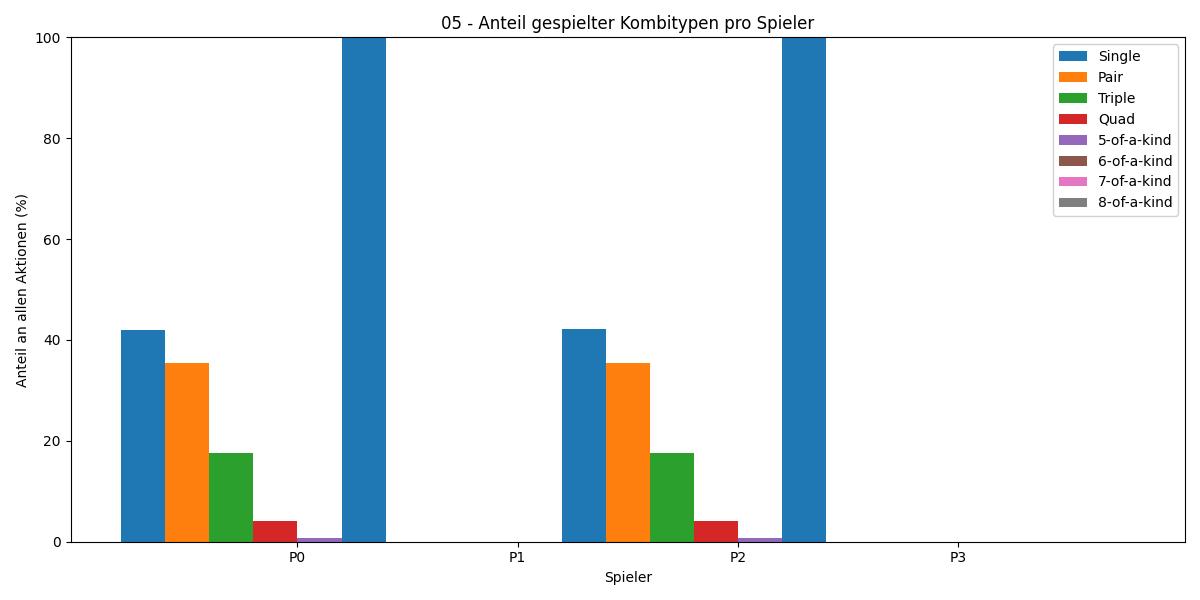 05 - Anteil gespielter Kombitypen pro Spieler
Anteil an allen Aktionen (%)
100
80
60
40
20
0
Single
Pair
Triple
Quad
5-of-a-kind
6-of-a-kind
7-of-a-kind
8-of-a-kind
P0 P1 P2 P3
Spieler